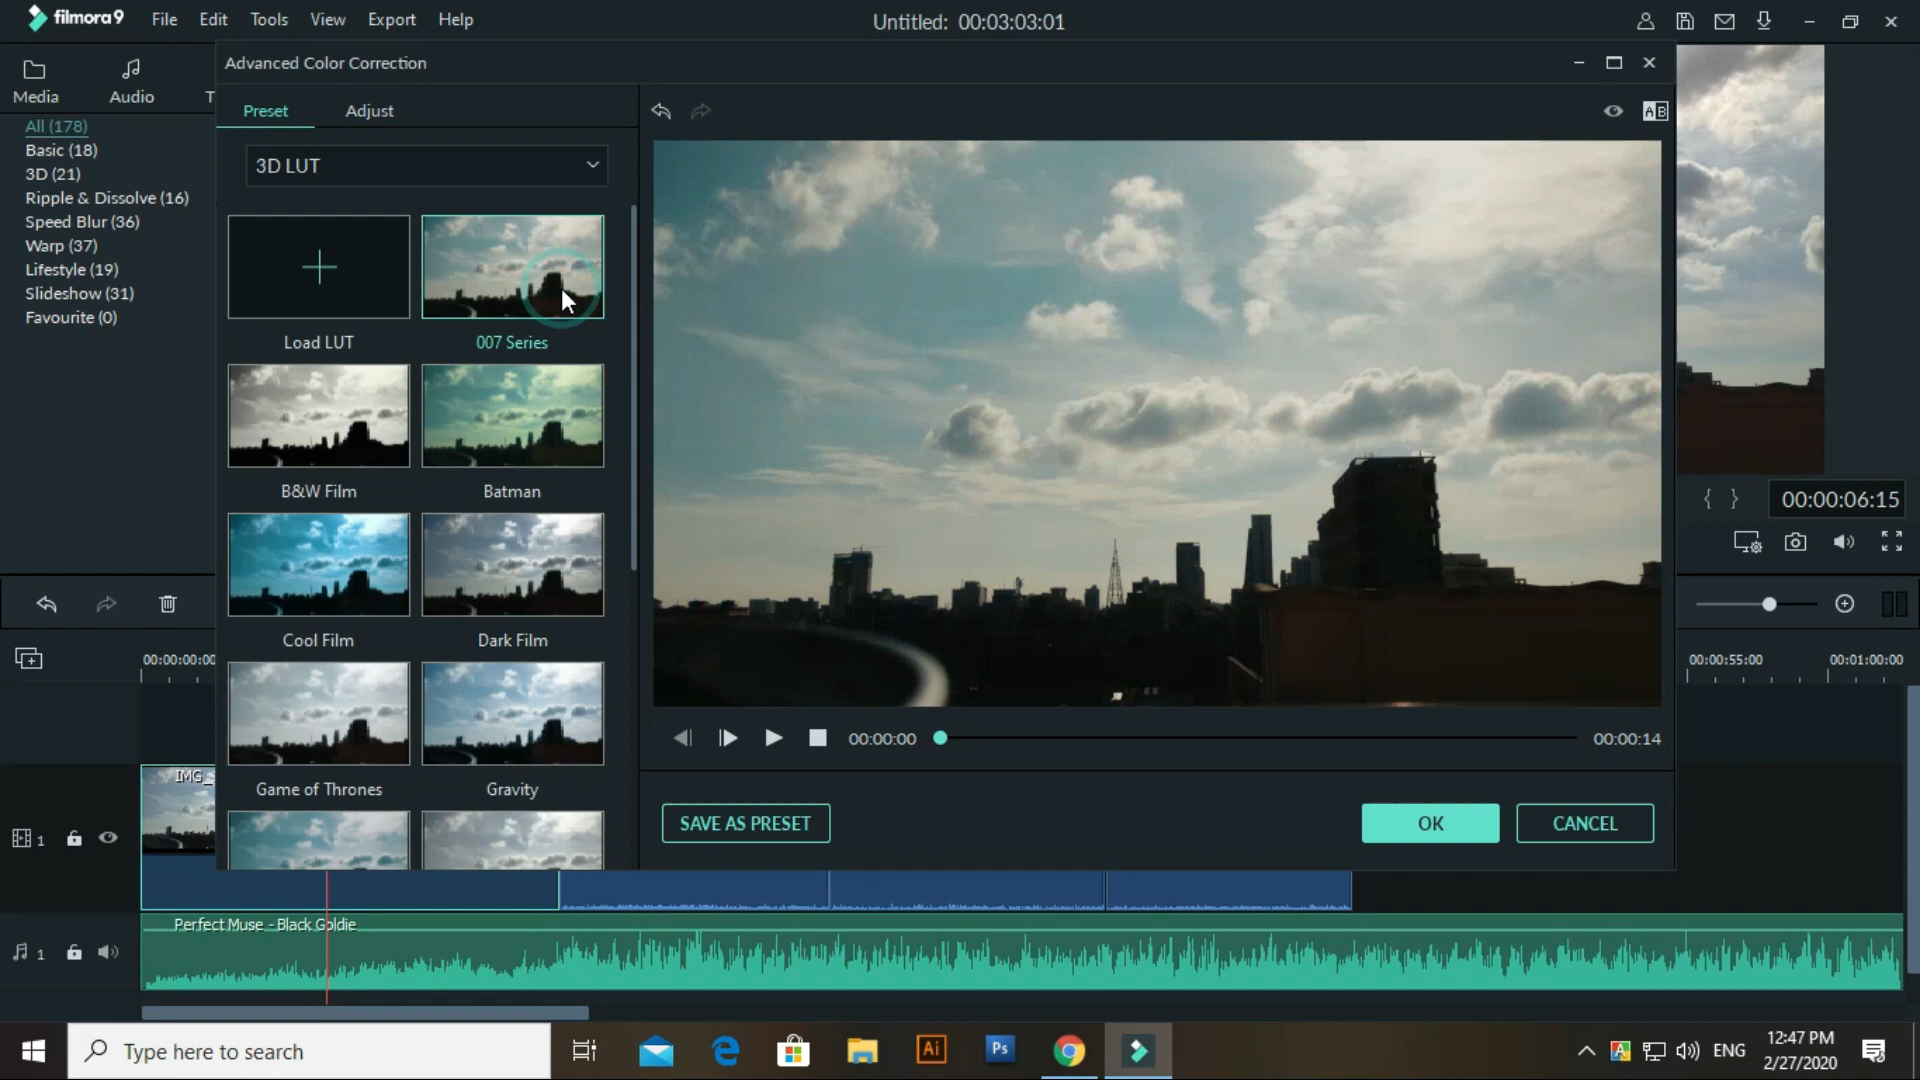 filmora9
File Edit Tools View Export Help
Untitled: 00:03:03:01
Media
Audio
T
All (178)
Basic (18)
3D (21)
Ripple & Dissolve (16)
Speed Blur (36)
Warp (37)
Lifestyle (19)
Slideshow (31)
Favourite (0)
Advanced Color Correction
Preset Adjust
3D LUT
Load LUT
007 Series
B&W Film
Batman
Cool Film
Dark Film
Game of Thrones
Gravity
A B
00:00:00
00:00:14
SAVE AS PRESET
OK
CANCEL
{ }
00:00:06:15
00:00:00:00
00:00:55:00
00:01:00:00
IMG_
1
Perfect Muse - Black Goldie
1
Type here to search
Ai
Ps
A
ENG
12:47 PM
2/27/2020